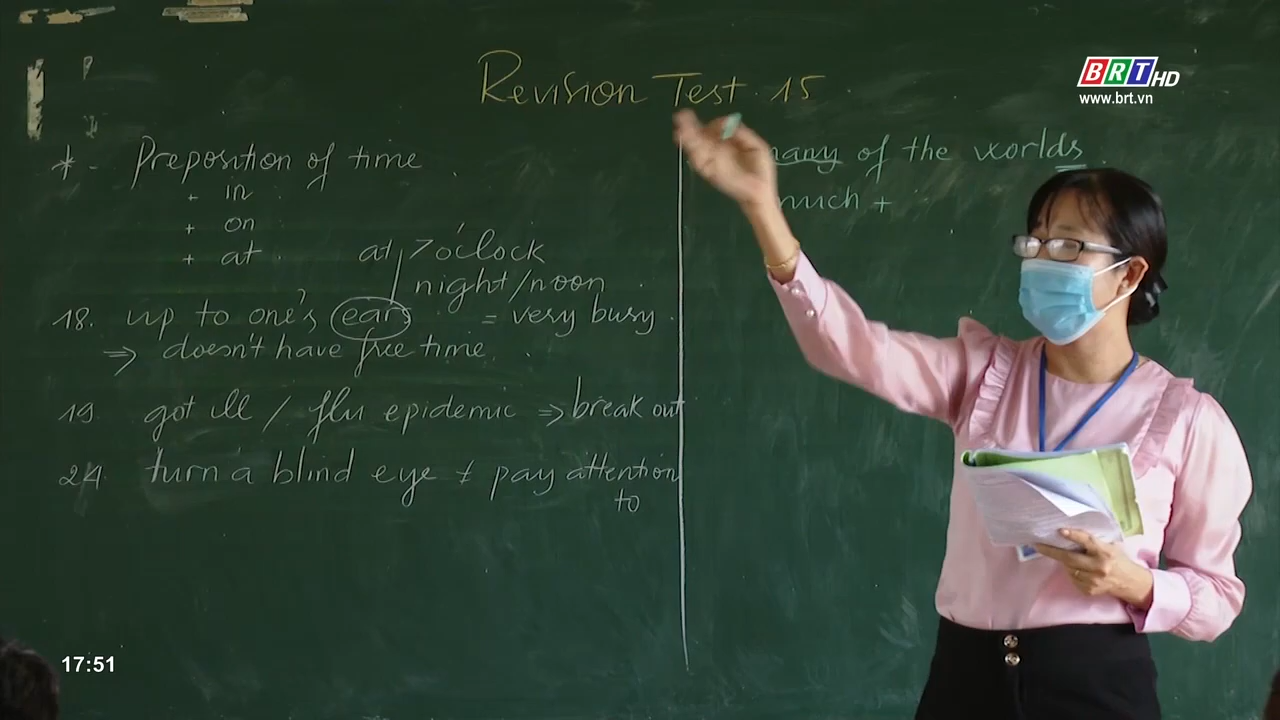 Revision Test 15
* - Preposition of time
+ in
+ on
+ at
at 7 o'clock
night/noon
18. up to one's ears = very busy
⇒ doesn't have free time
19. got ill / flu epidemic ⇒ break out
24. turn a blind eye ≠ pay attention
to
many of the worlds
much +
BRT HD
www.brt.vn
17:51